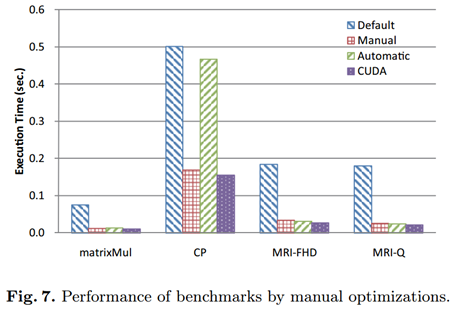 0.6
0.5
0.4
0.3
0.2
0.1
0.0
Execution Time (sec.)
Default
Manual
Automatic
CUDA
matrixMul CP MRI-FHD MRI-Q
Fig. 7. Performance of benchmarks by manual optimizations.